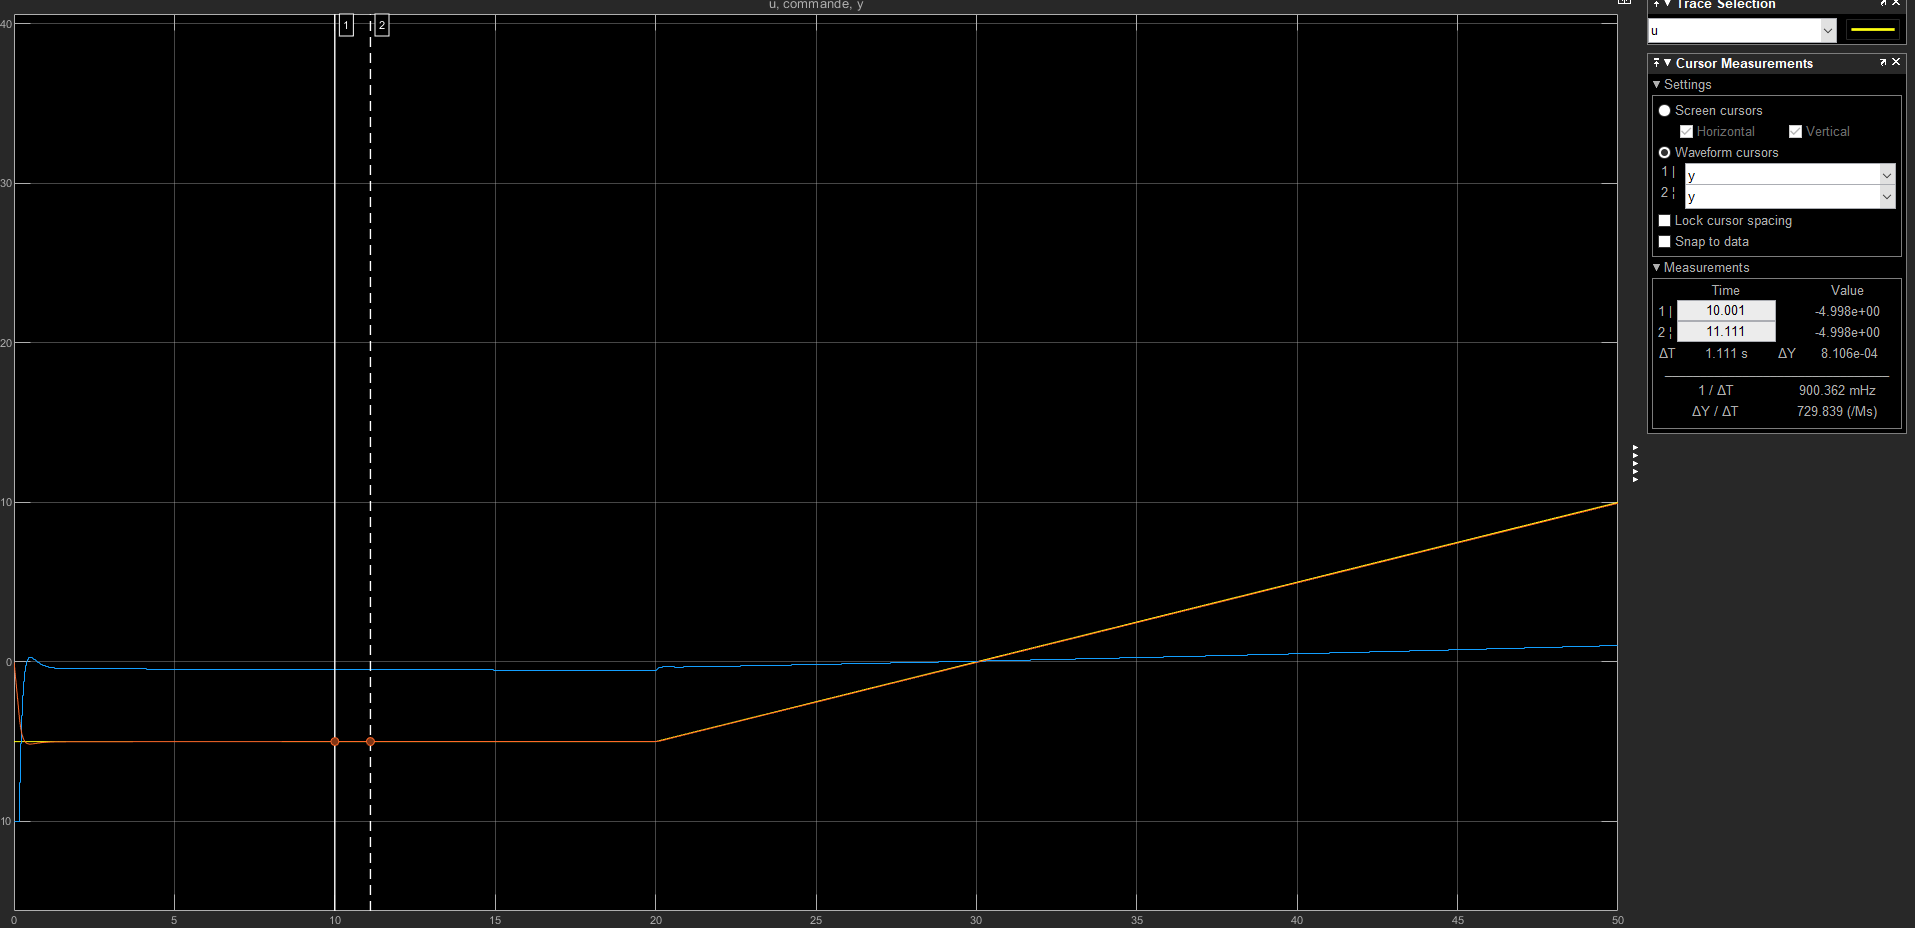 u, commande, y
40
30
20
10
0
10
0
5
10
15
20
25
30
35
40
45
50
1
2
Trace Selection
u
Cursor Measurements
Settings
Screen cursors
Horizontal Vertical
Waveform cursors
1 | y
2 ¦ y
Lock cursor spacing
Snap to data
Measurements
Time Value
1 | 10.001 -4.998e+00
2 ¦ 11.111 -4.998e+00
ΔT 1.111 s ΔY 8.106e-04
1 / ΔT 900.362 mHz
ΔY / ΔT 729.839 (/Ms)